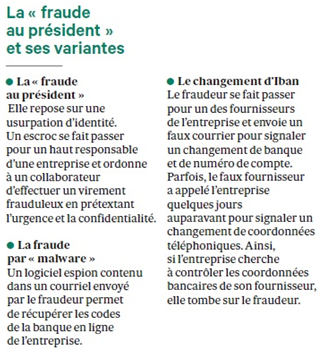 La « fraude
au président »
et ses variantes
● La « fraude
au président »
Elle repose sur une
usurpation d'identité.
Un escroc se fait passer
pour un haut responsable
d'une entreprise et ordonne
à un collaborateur
d'effectuer un virement
frauduleux en prétextant
l'urgence et la confidentialité.
● La fraude
par « malware »
Un logiciel espion contenu
dans un courriel envoyé
par le fraudeur permet
de récupérer les codes
de la banque en ligne
de l'entreprise.
● Le changement d'Iban
Le fraudeur se fait passer
pour un des fournisseurs
de l'entreprise et envoie un
faux courrier pour signaler
un changement de banque
et de numéro de compte.
Parfois, le faux fournisseur
a appelé l'entreprise
quelques jours
auparavant pour signaler un
changement de coordonnées
téléphoniques. Ainsi,
si l'entreprise cherche
à contrôler les coordonnées
bancaires de son fournisseur,
elle tombe sur le fraudeur.